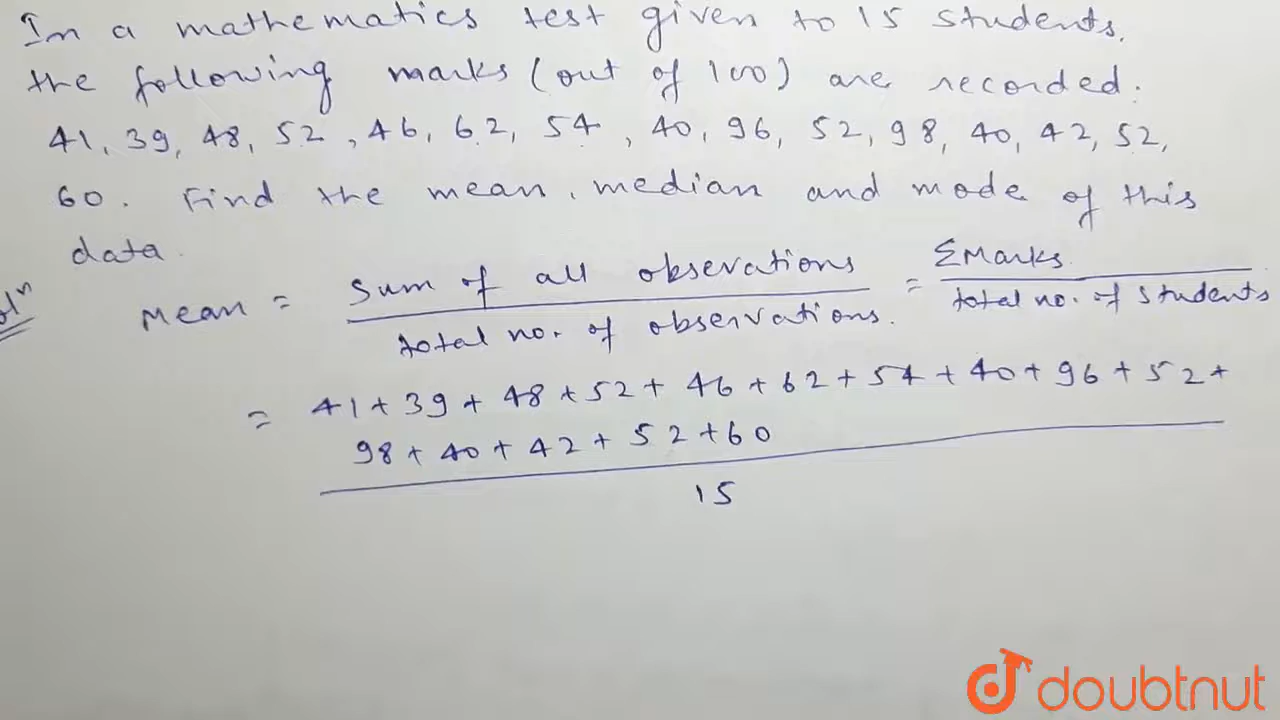 In a mathematics test given to 15 students,
the following marks (out of 100) are recorded.
41, 39, 48, 52, 46, 62, 54, 40, 96, 52, 98, 40, 42, 52,
60. Find the mean, median and mode of this
data.
Mean = Sum of all obsevations / total no. of observations. = ΣMarks / total no. of students
= 41 + 39 + 48 + 52 + 46 + 62 + 54 + 40 + 96 + 52 +
98 + 40 + 42 + 52 + 60
15
doubtnut